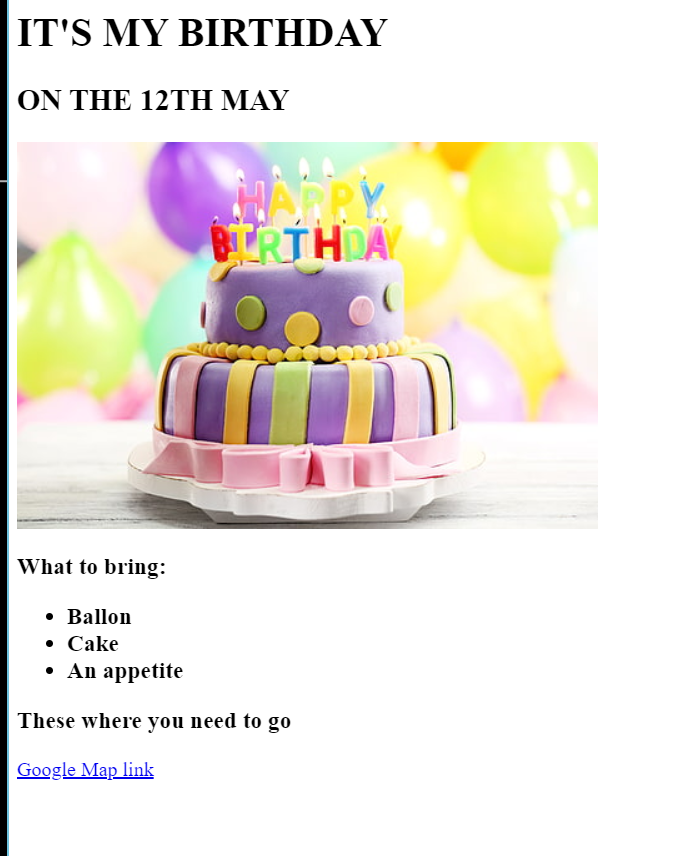 IT'S MY BIRTHDAY
ON THE 12TH MAY
HAPPY
BIRTHDAY
What to bring:
Ballon
Cake
An appetite
These where you need to go
Google Map link